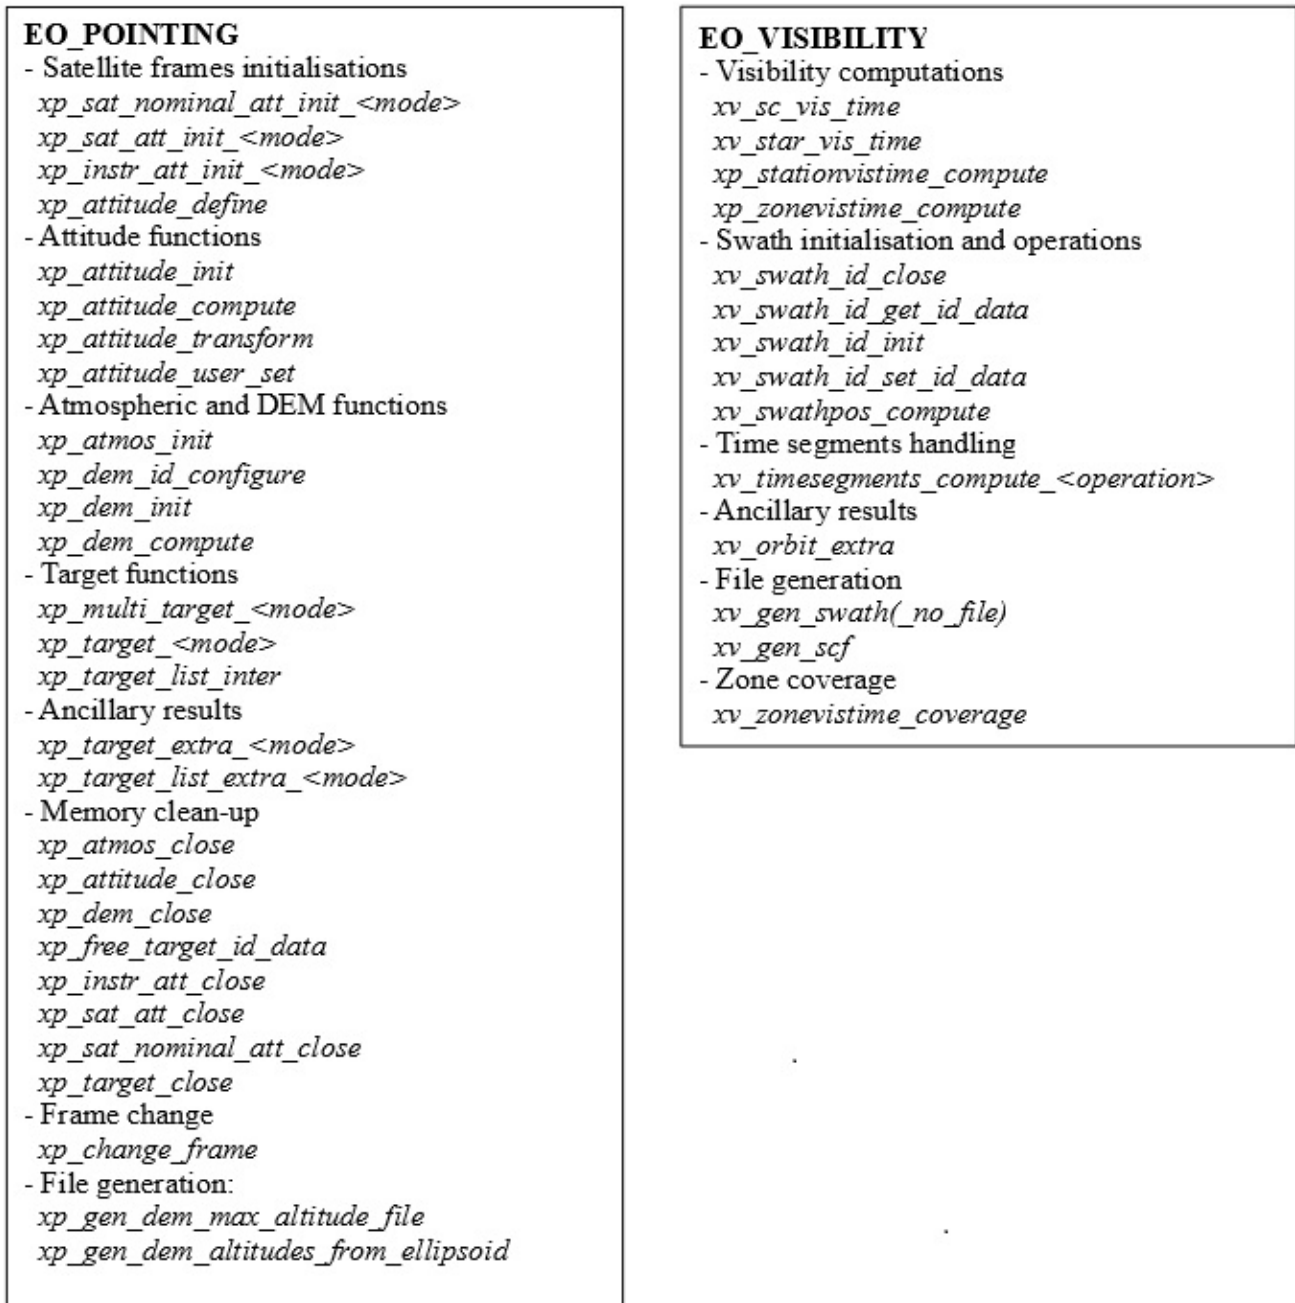 EO_POINTING
- Satellite frames initialisations
xp_sat_nominal_att_init_<mode>
xp_sat_att_init_<mode>
xp_instr_att_init_<mode>
xp_attitude_define
- Attitude functions
xp_attitude_init
xp_attitude_compute
xp_attitude_transform
xp_attitude_user_set
- Atmospheric and DEM functions
xp_atmos_init
xp_dem_id_configure
xp_dem_init
xp_dem_compute
- Target functions
xp_multi_target_<mode>
xp_target_<mode>
xp_target_list_inter
- Ancillary results
xp_target_extra_<mode>
xp_target_list_extra_<mode>
- Memory clean-up
xp_atmos_close
xp_attitude_close
xp_dem_close
xp_free_target_id_data
xp_instr_att_close
xp_sat_att_close
xp_sat_nominal_att_close
xp_target_close
- Frame change
xp_change_frame
- File generation:
xp_gen_dem_max_altitude_file
xp_gen_dem_altitudes_from_ellipsoid
EO_VISIBILITY
- Visibility computations
xv_sc_vis_time
xv_star_vis_time
xp_stationvistime_compute
xp_zonevistime_compute
- Swath initialisation and operations
xv_swath_id_close
xv_swath_id_get_id_data
xv_swath_id_init
xv_swath_id_set_id_data
xv_swathpos_compute
- Time segments handling
xv_timesegments_compute_<operation>
- Ancillary results
xv_orbit_extra
- File generation
xv_gen_swath(_no_file)
xv_gen_scf
- Zone coverage
xv_zonevistime_coverage